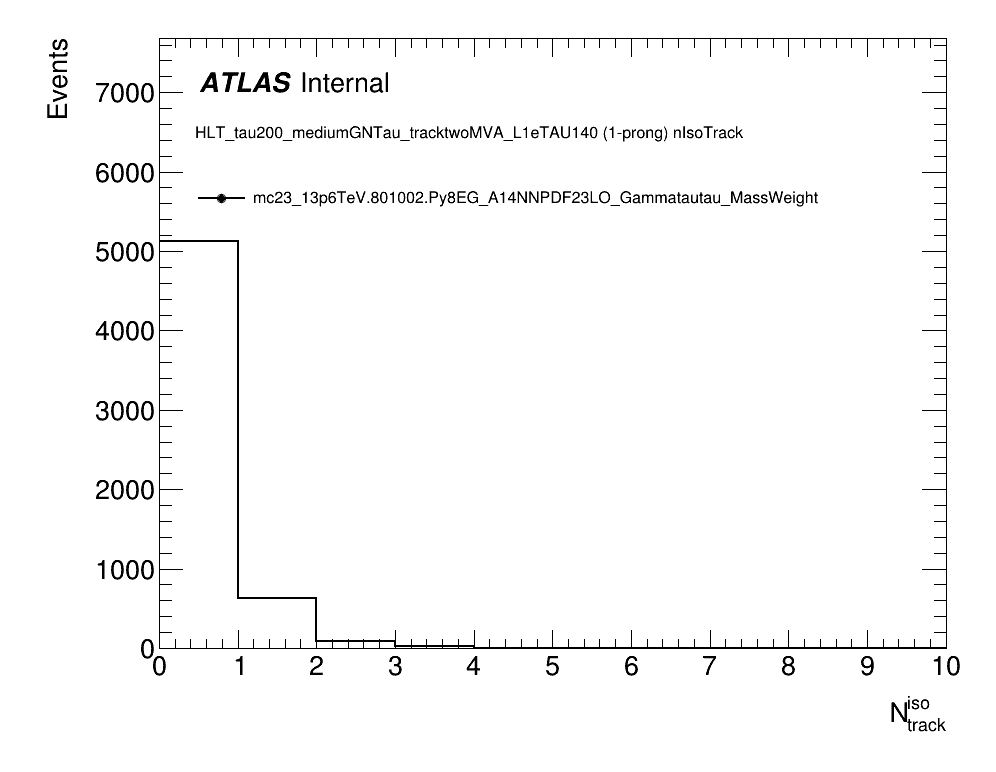 Events
7000
6000
5000
4000
3000
2000
1000
0
ATLAS Internal
HLT_tau200_mediumGNTau_tracktwoMVA_L1eTAU140 (1-prong) nIsoTrack
mc23_13p6TeV.801002.Py8EG_A14NNPDF23LO_Gammatautau_MassWeight
0 1 2 3 4 5 6 7 8 9 10
N iso track